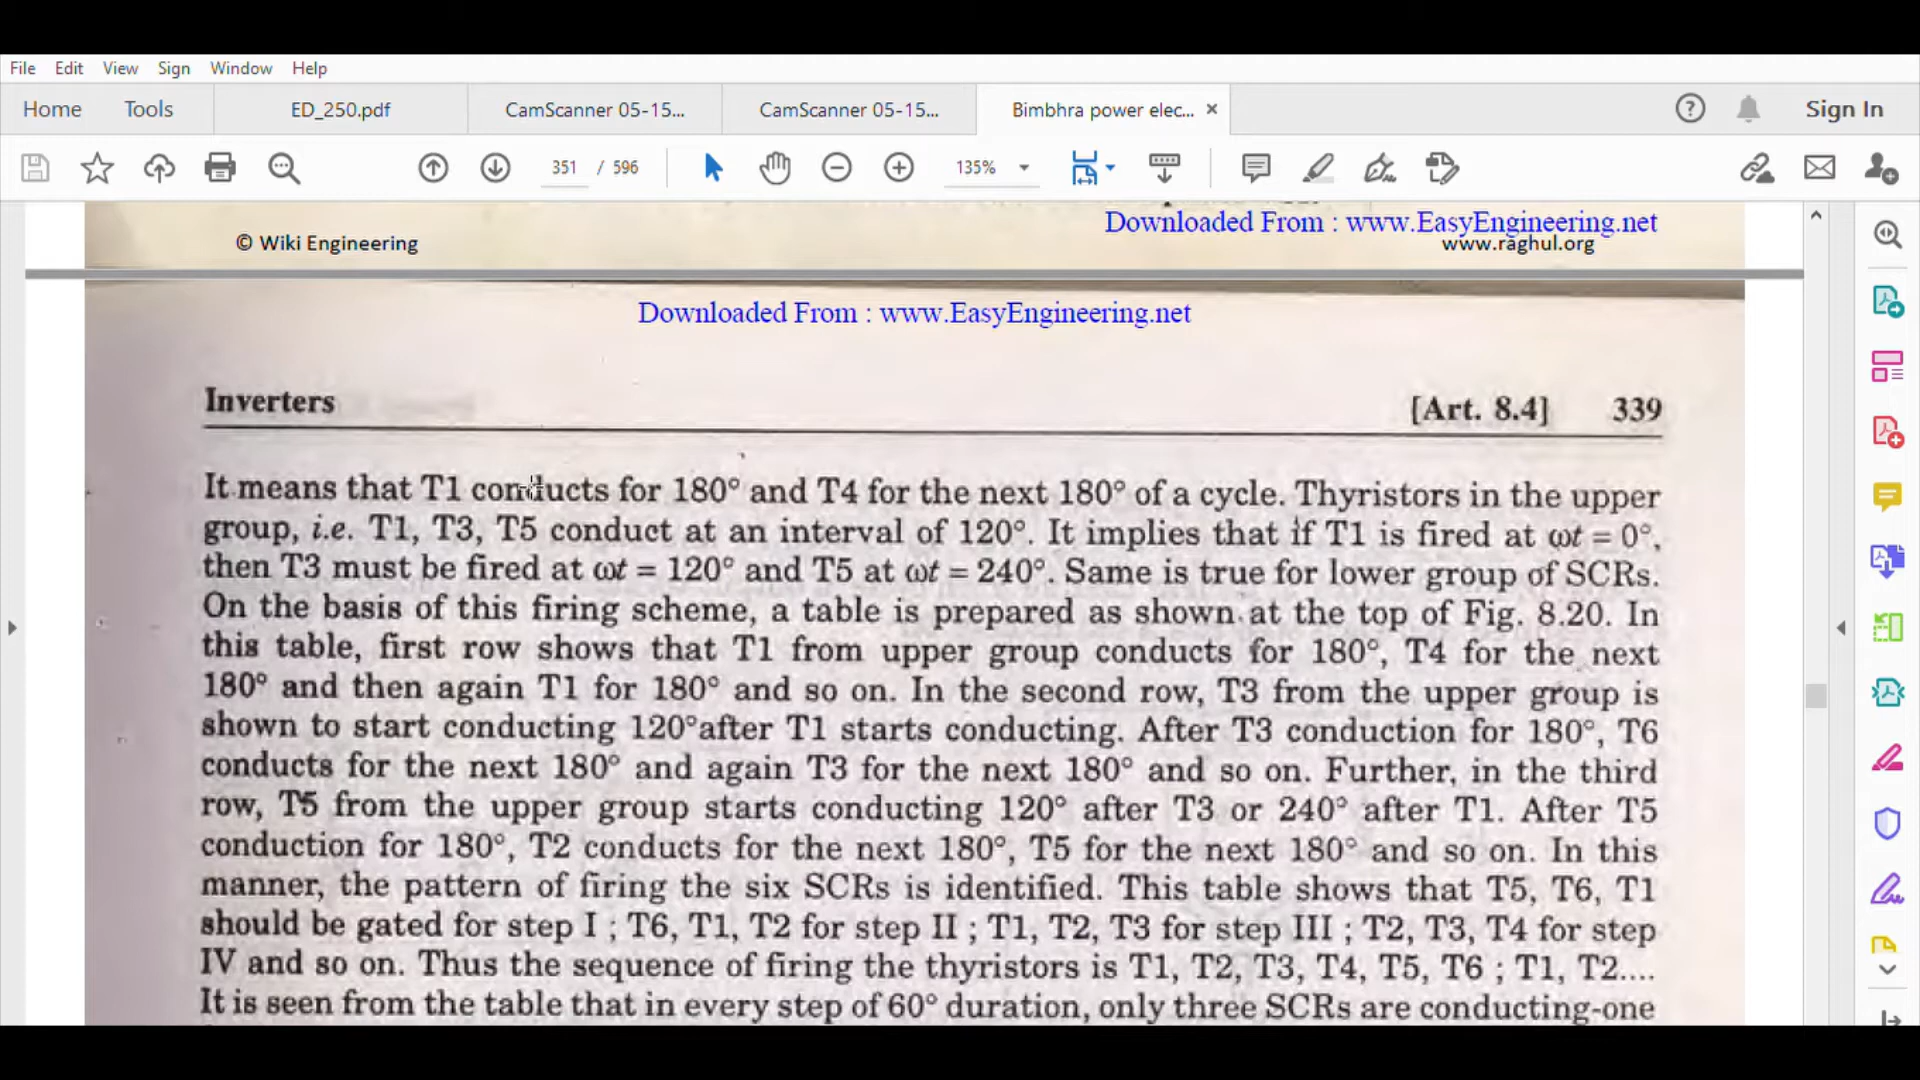 File Edit View Sign Window Help
Home Tools ED_250.pdf CamScanner 05-15... CamScanner 05-15... Bimbhra power elec... × Sign In
351 / 596 135%
Downloaded From : www.EasyEngineering.net
© Wiki Engineering www.raghul.org
Downloaded From : www.EasyEngineering.net
Inverters [Art. 8.4] 339
It means that T1 conducts for 180° and T4 for the next 180° of a cycle. Thyristors in the upper
group, i.e. T1, T3, T5 conduct at an interval of 120°. It implies that if T1 is fired at ωt = 0°,
then T3 must be fired at ωt = 120° and T5 at ωt = 240°. Same is true for lower group of SCRs.
On the basis of this firing scheme, a table is prepared as shown at the top of Fig. 8.20. In
this table, first row shows that T1 from upper group conducts for 180°, T4 for the next
180° and then again T1 for 180° and so on. In the second row, T3 from the upper group is
shown to start conducting 120°after T1 starts conducting. After T3 conduction for 180°, T6
conducts for the next 180° and again T3 for the next 180° and so on. Further, in the third
row, T5 from the upper group starts conducting 120° after T3 or 240° after T1. After T5
conduction for 180°, T2 conducts for the next 180°, T5 for the next 180° and so on. In this
manner, the pattern of firing the six SCRs is identified. This table shows that T5, T6, T1
should be gated for step I ; T6, T1, T2 for step II ; T1, T2, T3 for step III ; T2, T3, T4 for step
IV and so on. Thus the sequence of firing the thyristors is T1, T2, T3, T4, T5, T6 ; T1, T2....
It is seen from the table that in every step of 60° duration, only three SCRs are conducting-one